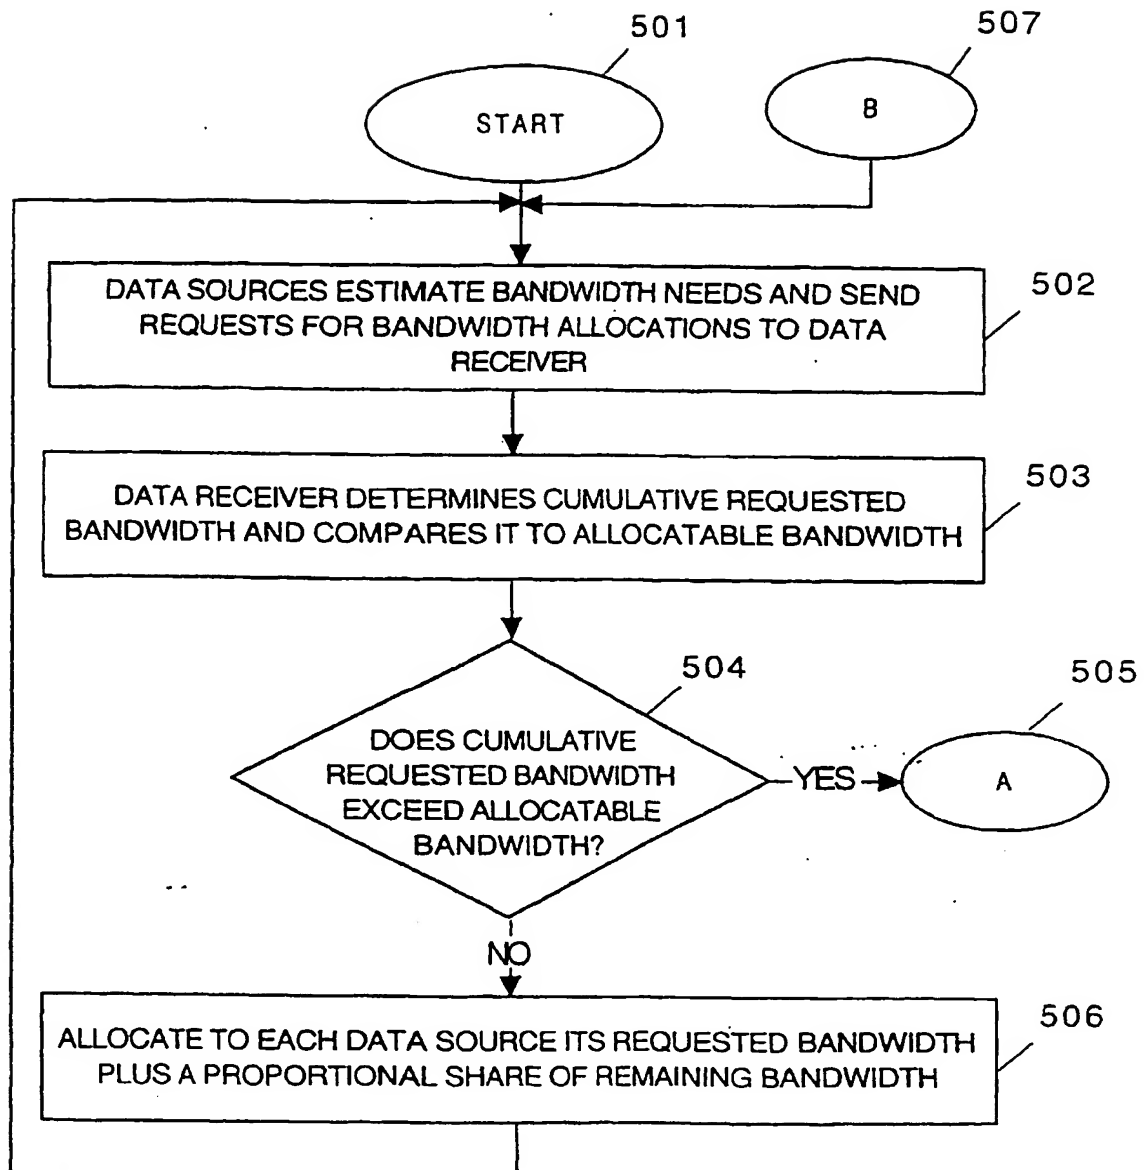 501
507
START
B
DATA SOURCES ESTIMATE BANDWIDTH NEEDS AND SEND
REQUESTS FOR BANDWIDTH ALLOCATIONS TO DATA
RECEIVER
502
DATA RECEIVER DETERMINES CUMULATIVE REQUESTED
BANDWIDTH AND COMPARES IT TO ALLOCATABLE BANDWIDTH
503
504
DOES CUMULATIVE
REQUESTED BANDWIDTH
EXCEED ALLOCATABLE
BANDWIDTH?
YES
505
A
NO
ALLOCATE TO EACH DATA SOURCE ITS REQUESTED BANDWIDTH
PLUS A PROPORTIONAL SHARE OF REMAINING BANDWIDTH
506